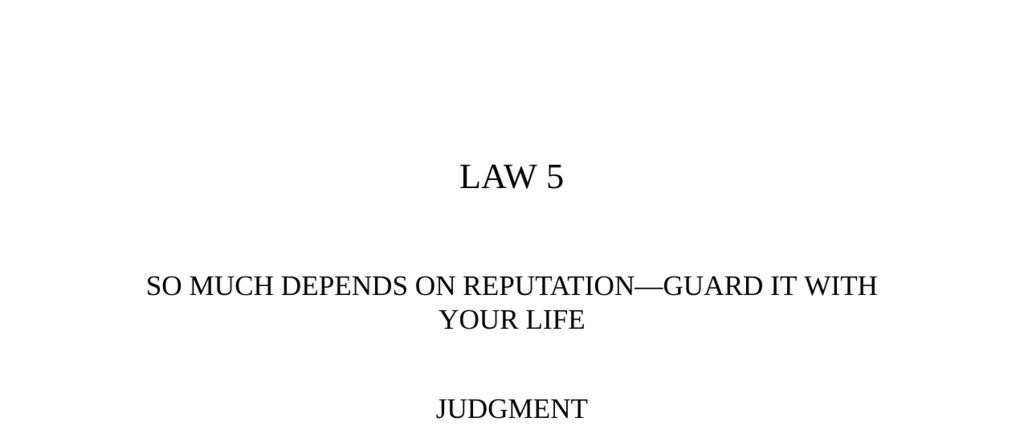 LAW 5
SO MUCH DEPENDS ON REPUTATION—GUARD IT WITH
YOUR LIFE
JUDGMENT